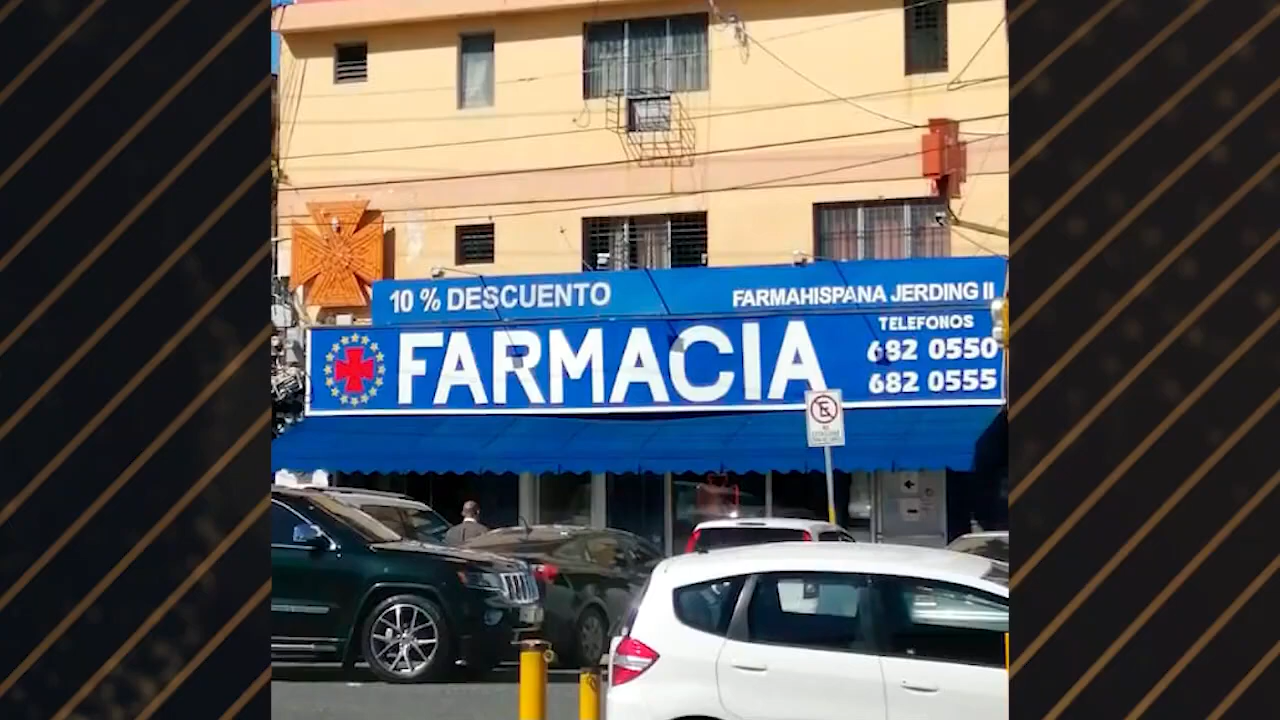 10 % DESCUENTO
FARMAHISPANA JERDING II
FARMACIA
TELEFONOS
682 0550
682 0555
E